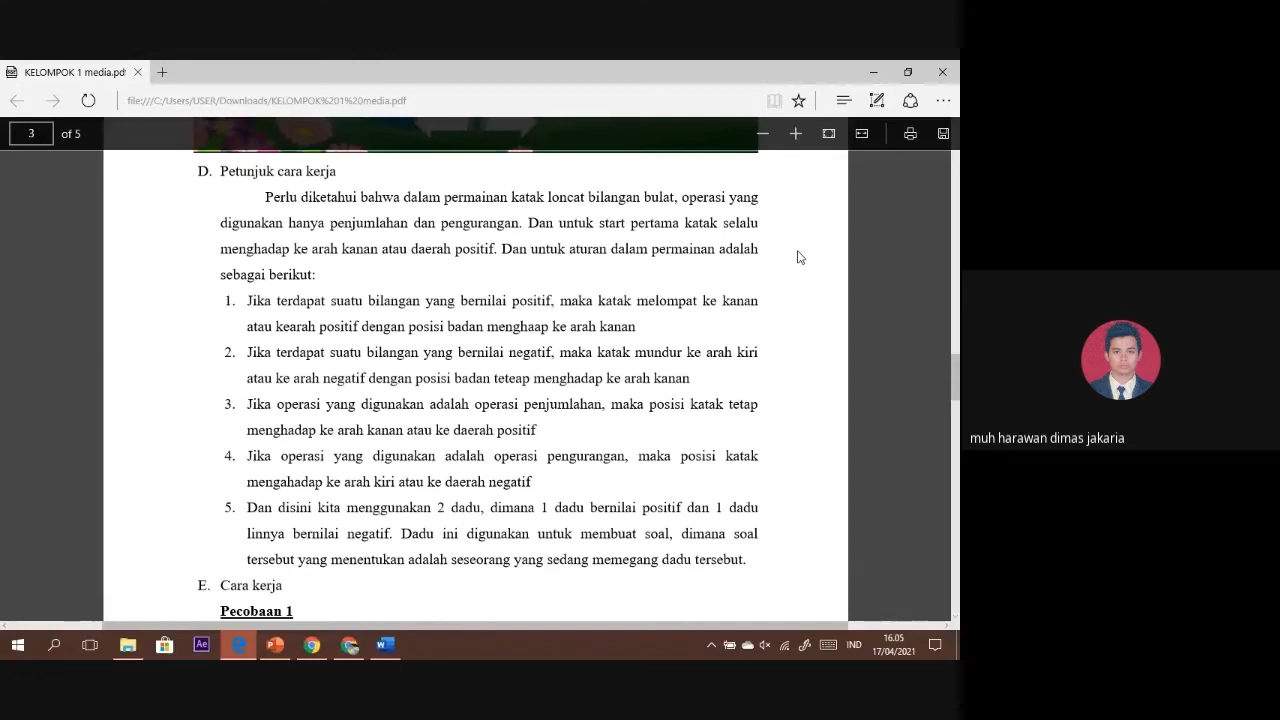 KELOMPOK 1 media.pdf
file:///C:/Users/USER/Downloads/KELOMPOK%201%20media.pdf
3 of 5
D. Petunjuk cara kerja
Perlu diketahui bahwa dalam permainan katak loncat bilangan bulat, operasi yang
digunakan hanya penjumlahan dan pengurangan. Dan untuk start pertama katak selalu
menghadap ke arah kanan atau daerah positif. Dan untuk aturan dalam permainan adalah
sebagai berikut:
1. Jika terdapat suatu bilangan yang bernilai positif, maka katak melompat ke kanan
atau kearah positif dengan posisi badan menghaap ke arah kanan
2. Jika terdapat suatu bilangan yang bernilai negatif, maka katak mundur ke arah kiri
atau ke arah negatif dengan posisi badan teteap menghadap ke arah kanan
3. Jika operasi yang digunakan adalah operasi penjumlahan, maka posisi katak tetap
menghadap ke arah kanan atau ke daerah positif
4. Jika operasi yang digunakan adalah operasi pengurangan, maka posisi katak
mengahadap ke arah kiri atau ke daerah negatif
5. Dan disini kita menggunakan 2 dadu, dimana 1 dadu bernilai positif dan 1 dadu
linnya bernilai negatif. Dadu ini digunakan untuk membuat soal, dimana soal
tersebut yang menentukan adalah seseorang yang sedang memegang dadu tersebut.
E. Cara kerja
Pecobaan 1
muh harawan dimas jakaria
Ae
IND
16.05
17/04/2021